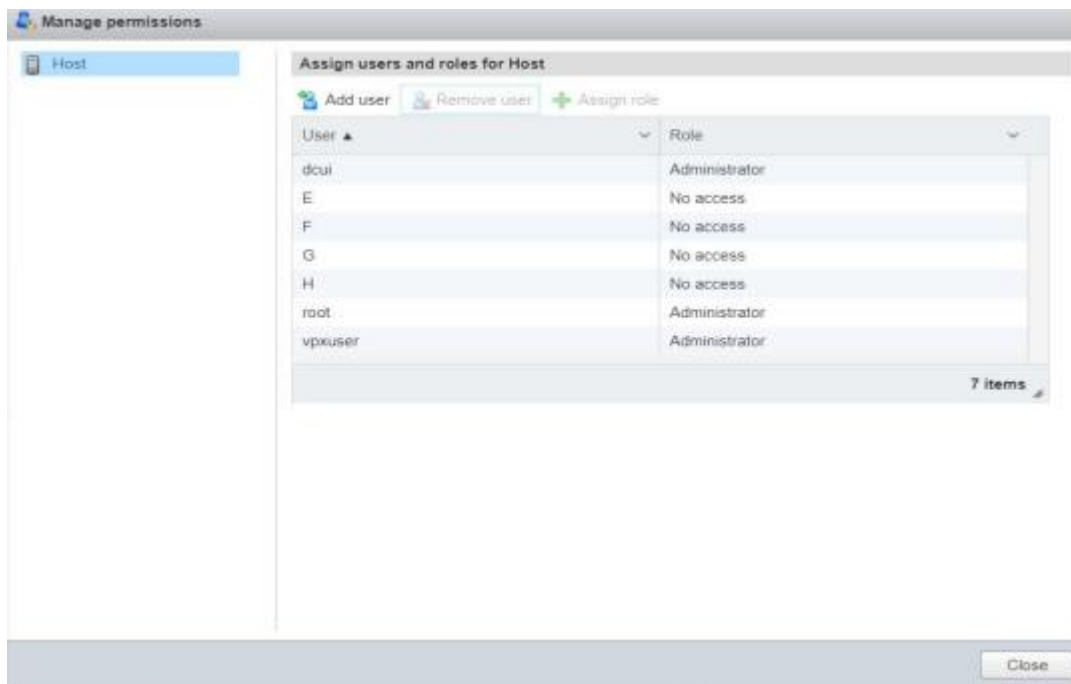 Manage permissions
Host
Assign users and roles for Host
Add user Remove user Assign role
User Role
dcui Administrator
E No access
F No access
G No access
H No access
root Administrator
vpxuser Administrator
7 items
Close